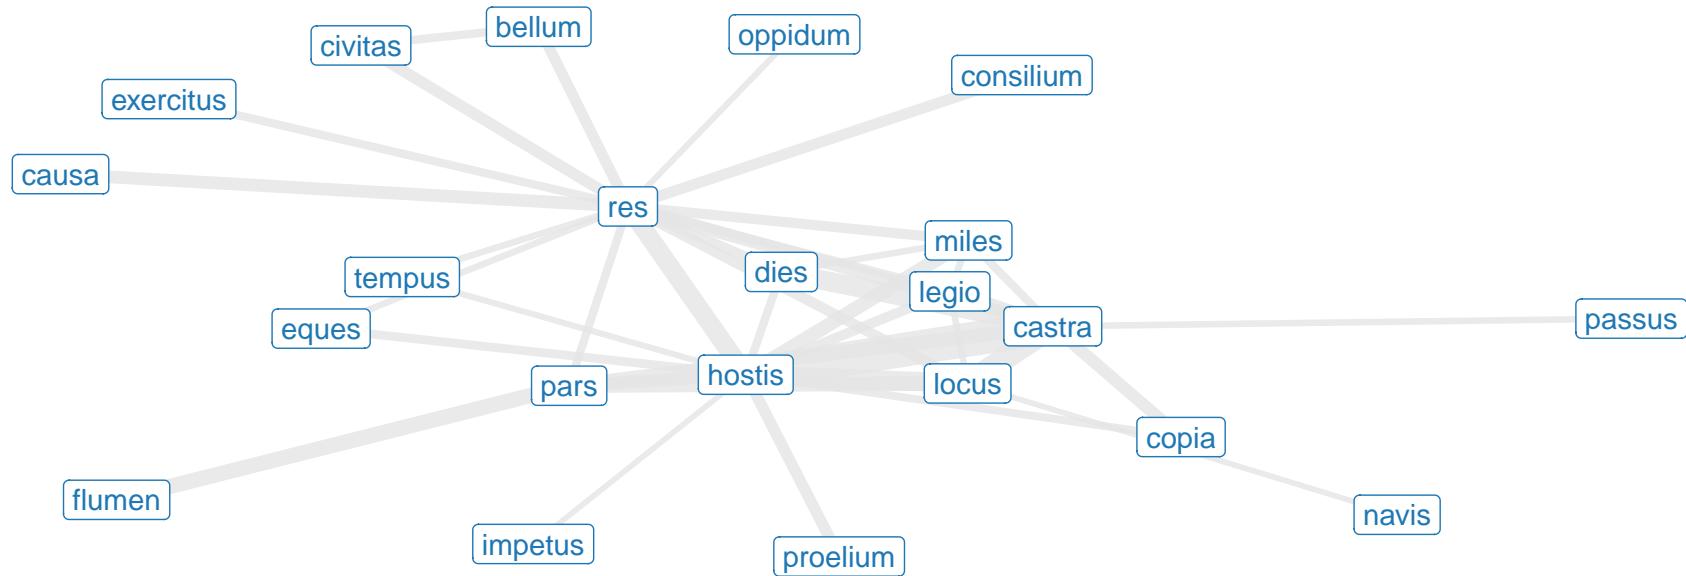 bellum
civitas
oppidum
consilium
exercitus
causa
res
miles
dies
tempus
legio
castra
passus
eques
hostis
pars
locus
copia
flumen
navis
impetus
proelium